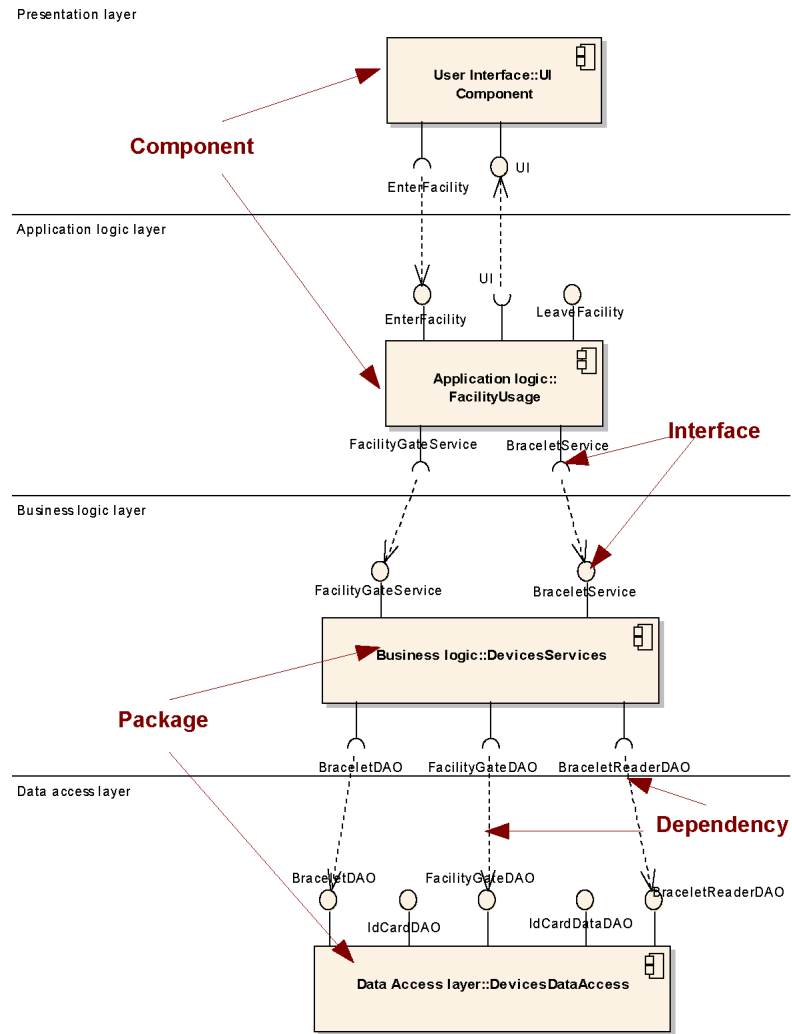 Presentation layer
User Interface::UI
Component
Component
UI
EnterFacility
Application logic layer
UI
EnterFacility
LeaveFacility
Application logic::
FacilityUsage
FacilityGateService
BraceletService
Interface
Business logic layer
FacilityGateService
BraceletService
Business logic::DevicesServices
Package
BraceletDAO
FacilityGateDAO
BraceletReaderDAO
Data access layer
Dependency
BraceletDAO
FacilityGateDAO
BraceletReaderDAO
IdCardDAO
IdCardDataDAO
Data Access layer::DevicesDataAccess